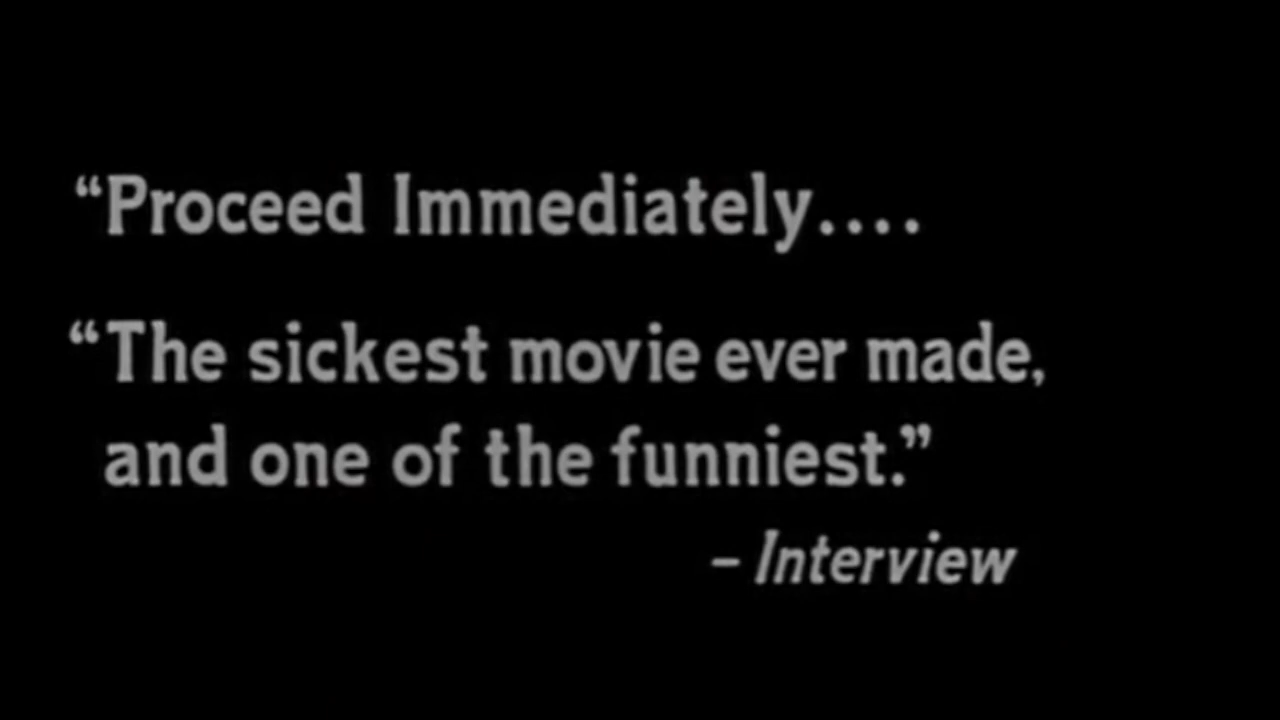 “Proceed Immediately....
“The sickest movie ever made,
and one of the funniest.”
– Interview